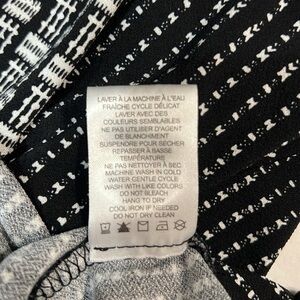 LAVER À LA MACHINE À L'EAU
FRAÎCHE CYCLE DÉLICAT
LAVER AVEC DES
COULEURS SEMBLABLES
NE PAS UTILISER D'AGENT
DE BLANCHIMENT
SUSPENDRE POUR SÉCHER
REPASSER À BASSE
TEMPÉRATURE
NE PAS NETTOYER À SEC
MACHINE WASH IN COLD
WATER GENTLE CYCLE
WASH WITH LIKE COLORS
DO NOT BLEACH
HANG TO DRY
COOL IRON IF NEEDED
DO NOT DRY CLEAN